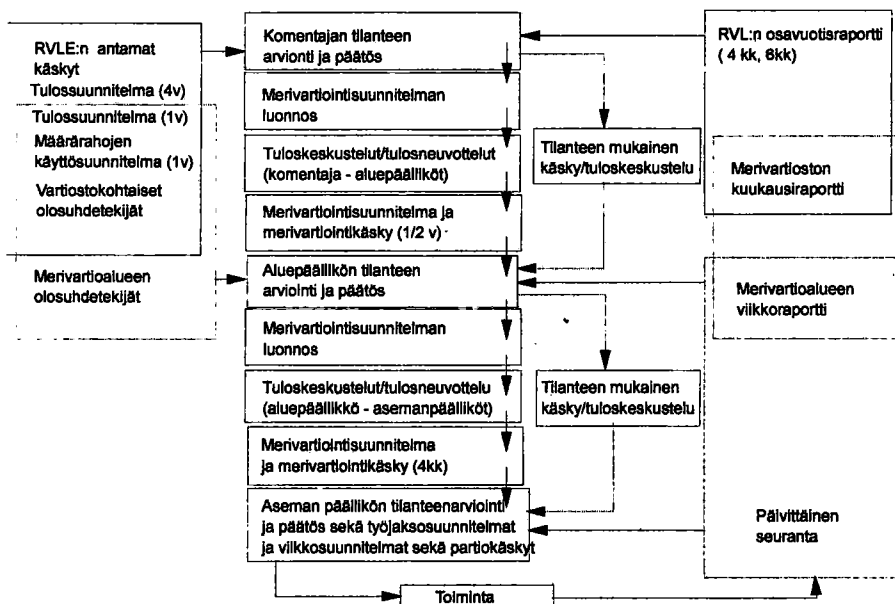 RVLE:n antamat
käskyt
Tulossuunnitelma (4v)
Tulossuunnitelma (1v)
Määrärahojen
käyttösuunnitelma (1v)
Vartiostokohtaiset
olosuhdetekijät
Merivartioalueen
olosuhdetekijät
Komentajan tilanteen
arviontí ja päätös
Merivartiointisuunnitelman
luonnos
Tuloskeskustelut/tulosneuvottelut
(komentaja - aluepäälliköt)
Merivartiointisuunnitelma ja
merivartiointikäsky (1/2 v)
Aluepäällikön tilanteen
arviointi ja päätös
Merivartiointisuunnitelman
luonnos
Tuloskeskustelut/tulosneuvottelu
(aluepäällikkö - asemanpäälliköt)
Merivartiointisuunnitelma
ja merivartiointikäsky (4kk)
Aseman päällikön tilanteenarviointi
ja päätös sekä työjaksosuunnitelmat
ja viikkosuunnitelmat sekä partiokäskyt
Toiminta
Tilanteen mukainen
käsky/tuloskeskustelu
Tilanteen mukainen
käsky/tuloskeskustelu
RVL:n osavuotisraportti
( 4 kk, 6kk)
Merivartioston
kuukausiraportti
Merivartioalueen
viikkoraportti
Päivittäinen
seuranta